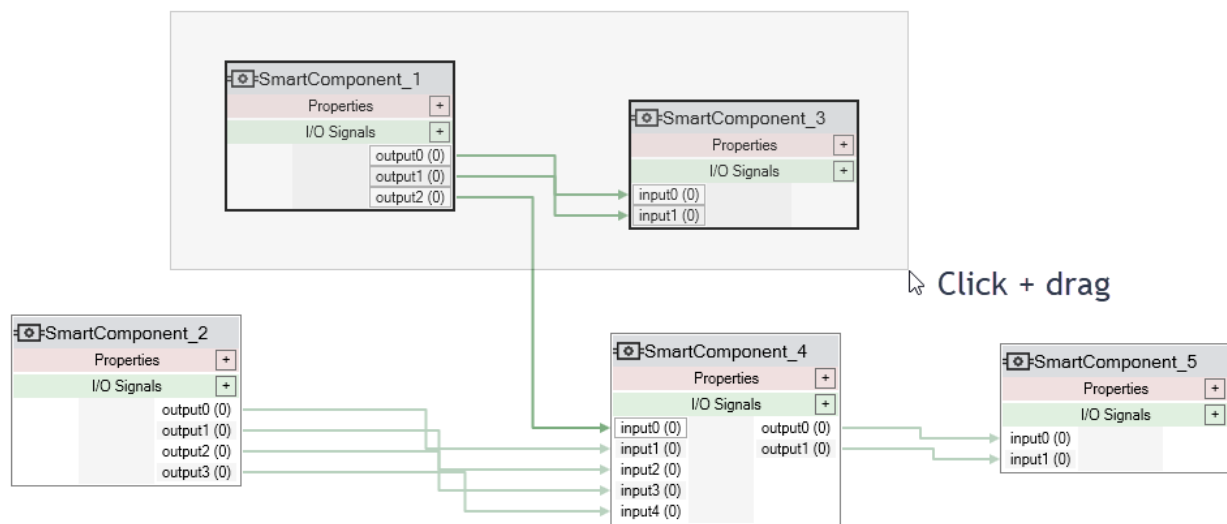 SmartComponent_1
Properties +
I/O Signals +
output0 (0)
output1 (0)
output2 (0)
SmartComponent_3
Properties +
I/O Signals +
input0 (0)
input1 (0)
Click + drag
SmartComponent_2
Properties +
I/O Signals +
output0 (0)
output1 (0)
output2 (0)
output3 (0)
SmartComponent_4
Properties +
I/O Signals +
input0 (0) output0 (0)
input1 (0) output1 (0)
input2 (0)
input3 (0)
input4 (0)
SmartComponent_5
Properties +
I/O Signals +
input0 (0)
input1 (0)